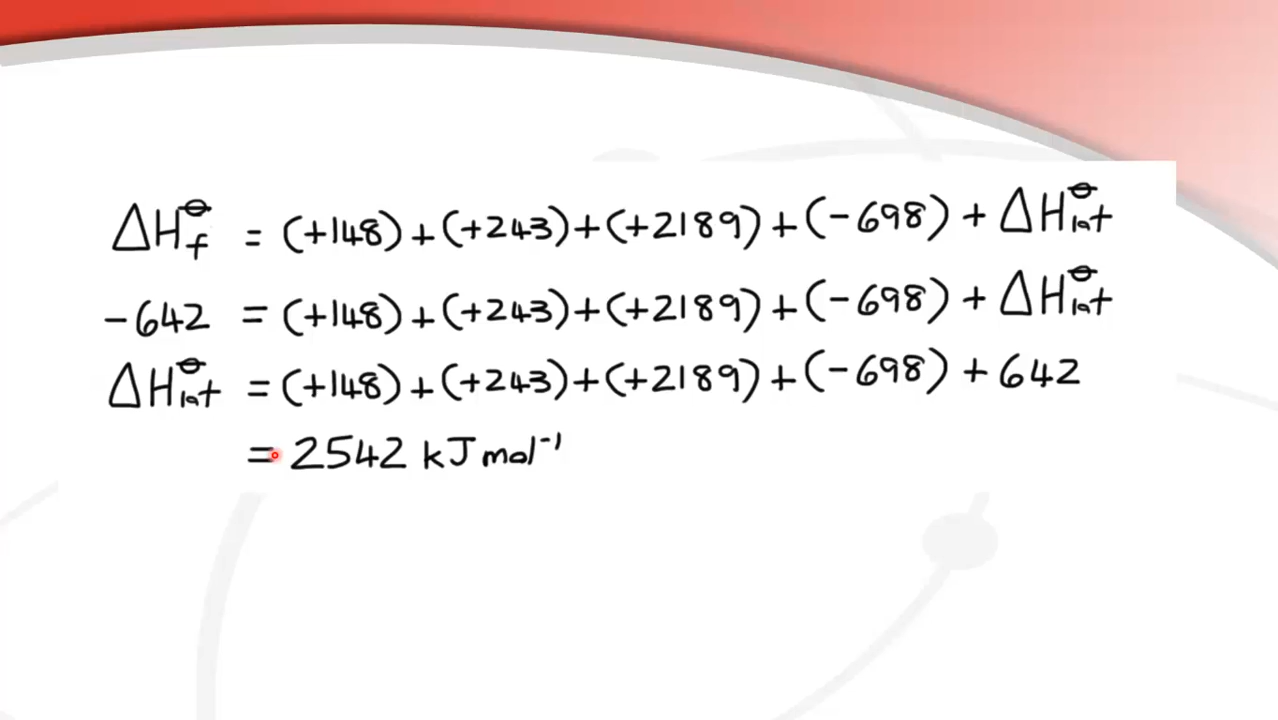 ΔH°f = (+148)+(+243)+(+2189)+(-698) + ΔH°lat
-642 = (+148)+(+243)+(+2189)+(-698) + ΔH°lat
ΔH°lat = (+148)+(+243)+(+2189)+(-698) + 642
= 2542 kJ mol⁻¹